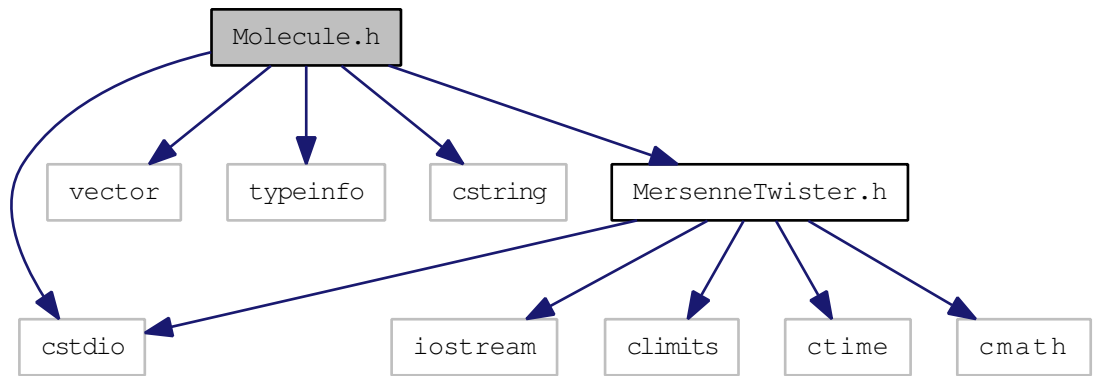 Molecule.h
vector
typeinfo
cstring
MersenneTwister.h
cstdio
iostream
climits
ctime
cmath